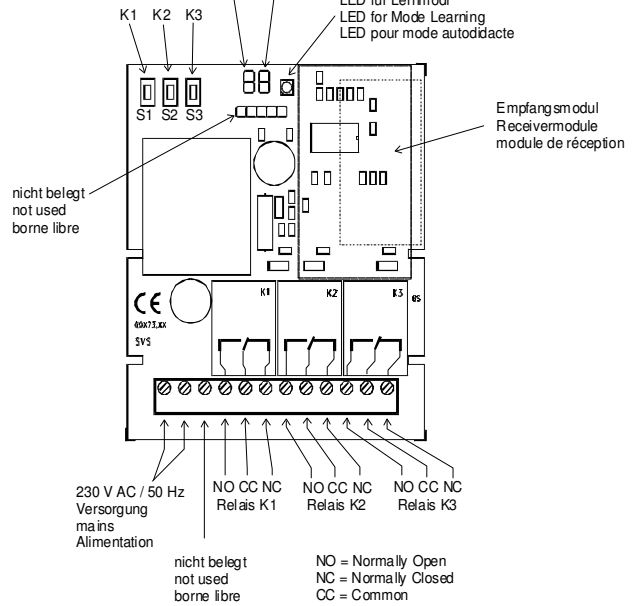 LED für Lernmodi
LED for Mode Learning
LED pour mode autodidacte
K1 K2 K3
S1 S2 S3
Empfangsmodul
Receivermodule
module de réception
nicht belegt
not used
borne libre
K1 K2 K3
SVS
230 V AC / 50 Hz
Versorgung
mains
Alimentation
NO CC NC
Relais K1
NO CC NC
Relais K2
NO CC NC
Relais K3
nicht belegt
not used
borne libre
NO = Normally Open
NC = Normally Closed
CC = Common